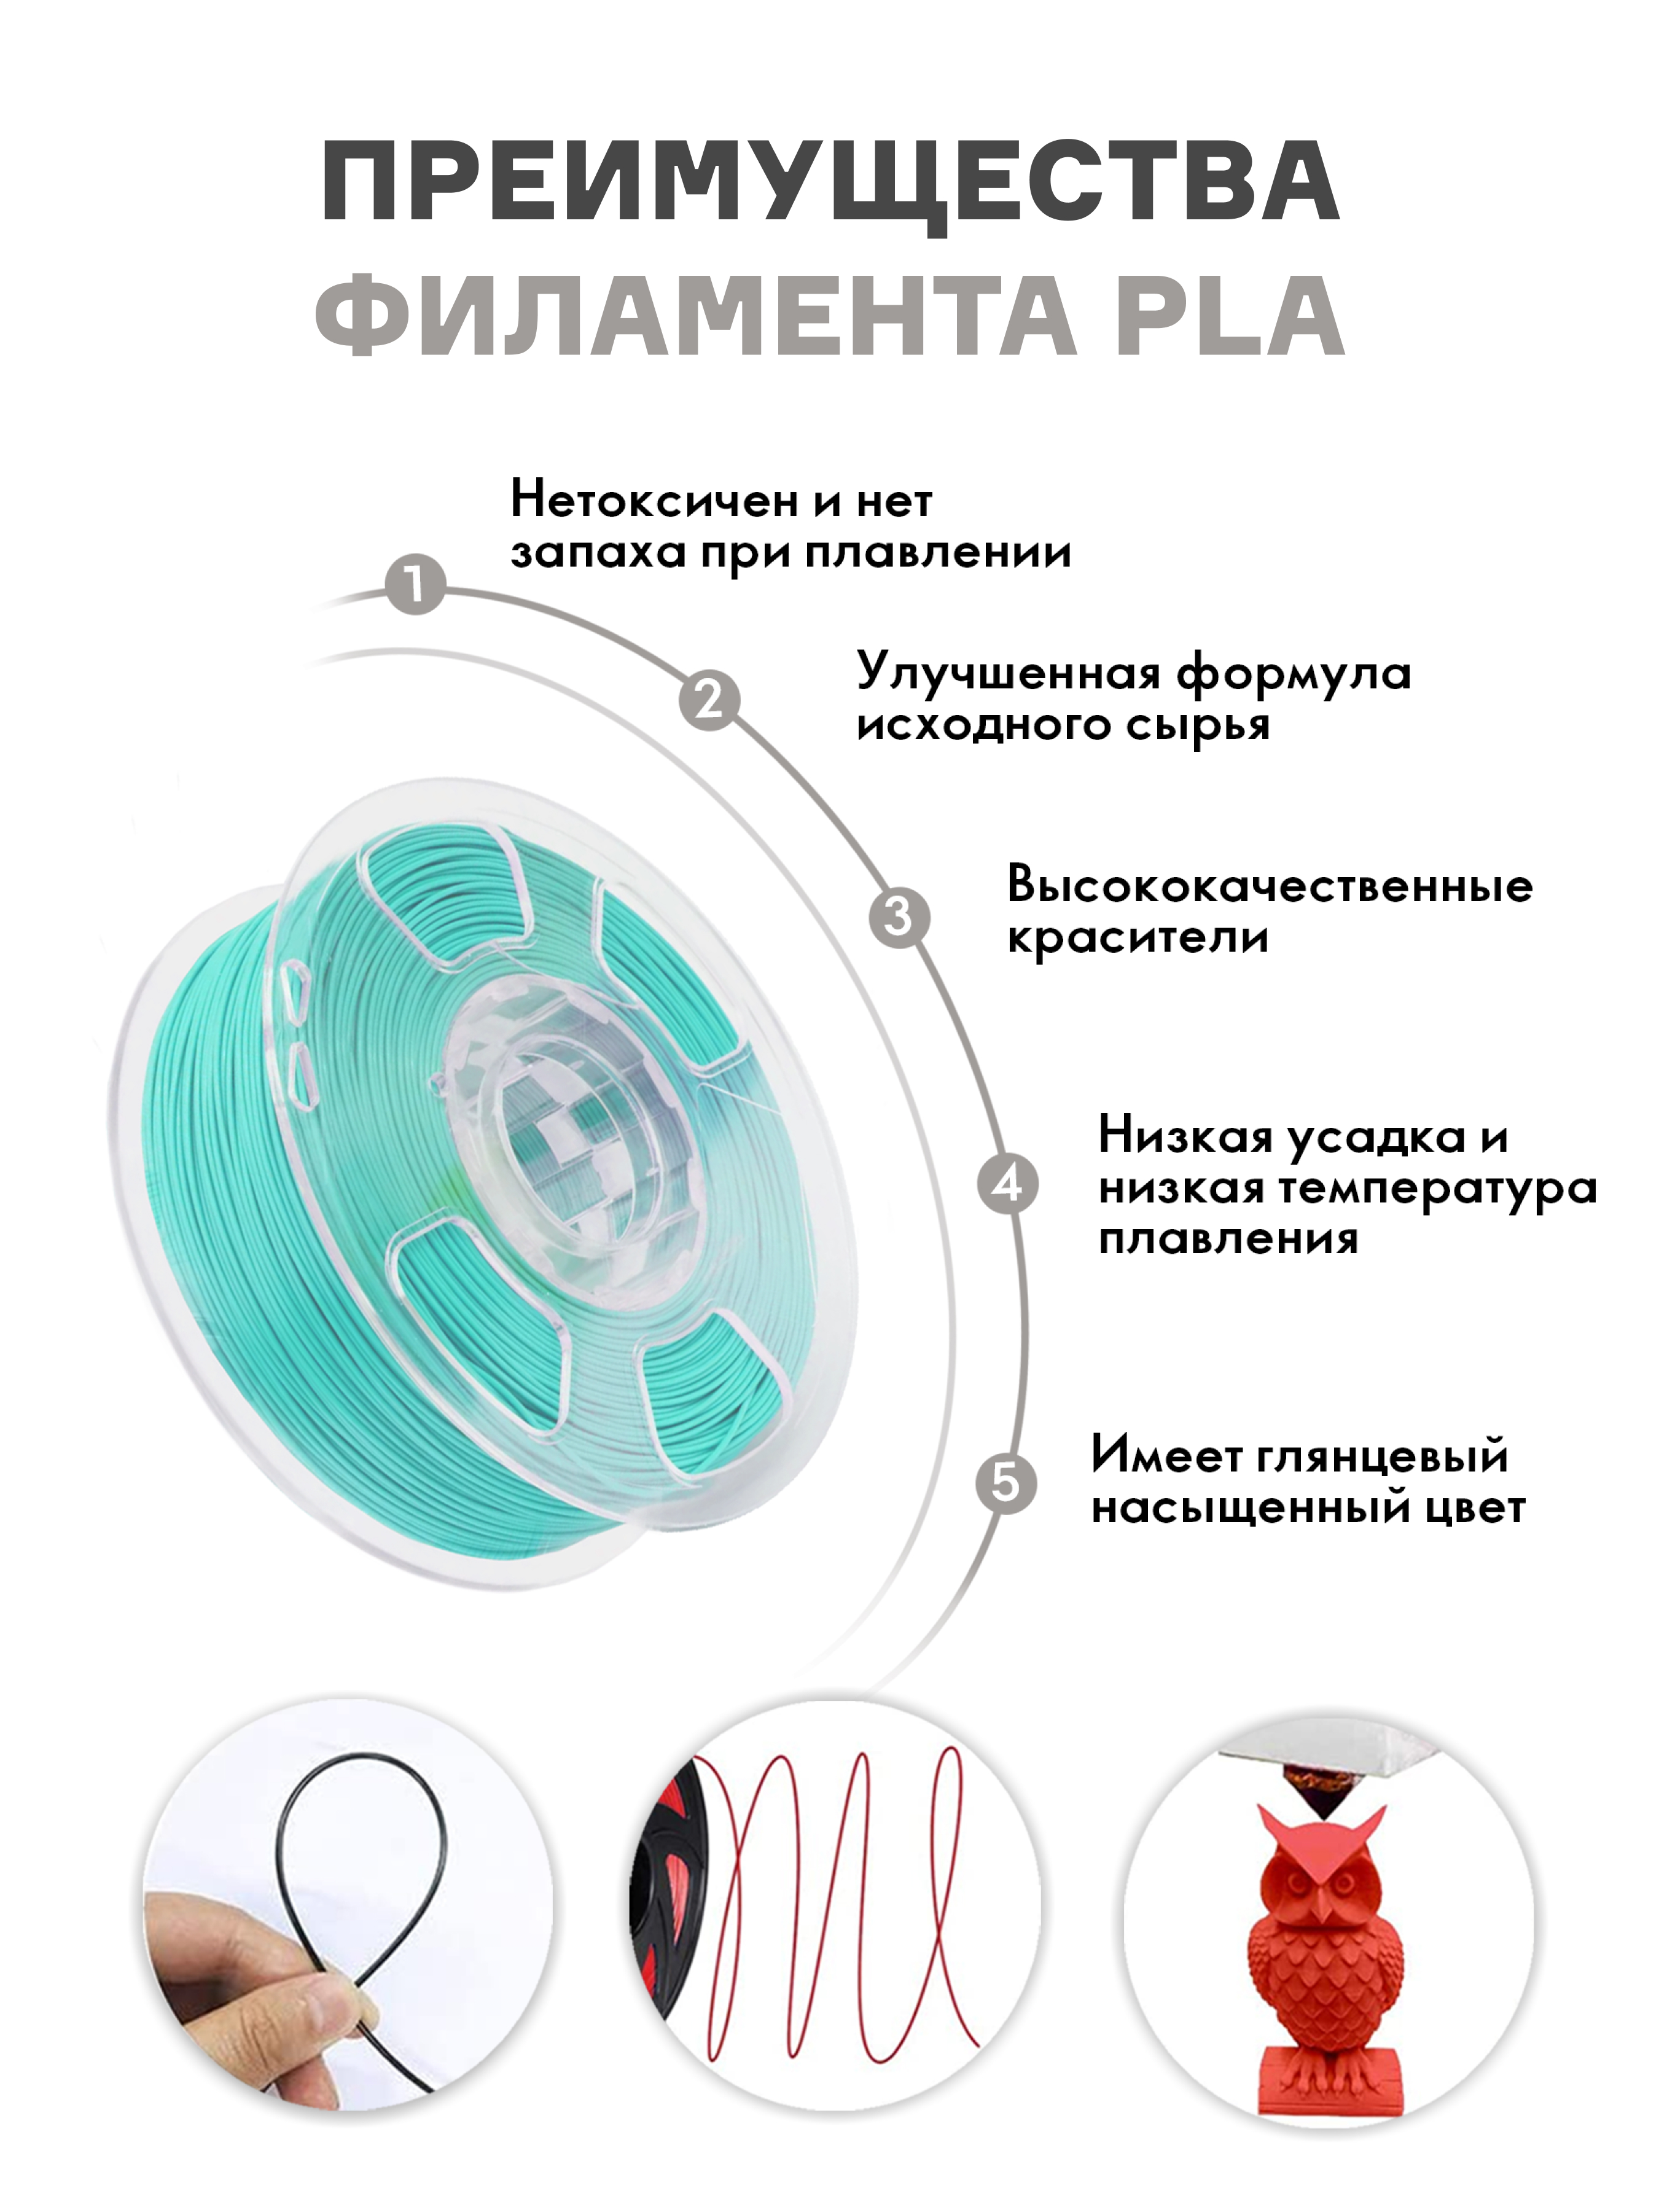 ПРЕИМУЩЕСТВА
ФИЛАМЕНТА PLA
1
Нетоксичен и нет
запаха при плавлении
2
Улучшенная формула
исходного сырья
3
Высококачественные
красители
4
Низкая усадка и
низкая температура
плавления
5
Имеет глянцевый
насыщенный цвет